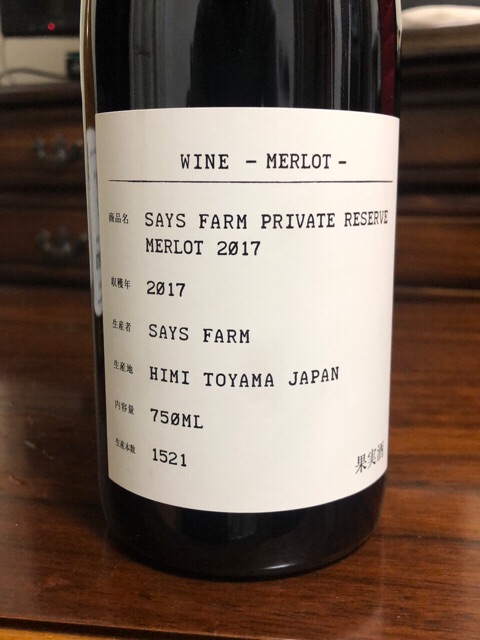 WINE - MERLOT -
商品名 SAYS FARM PRIVATE RESERVE
MERLOT 2017
収穫年 2017
生産者 SAYS FARM
生産地 HIMI TOYAMA JAPAN
内容量 750ML
生産本数 1521
果実酒